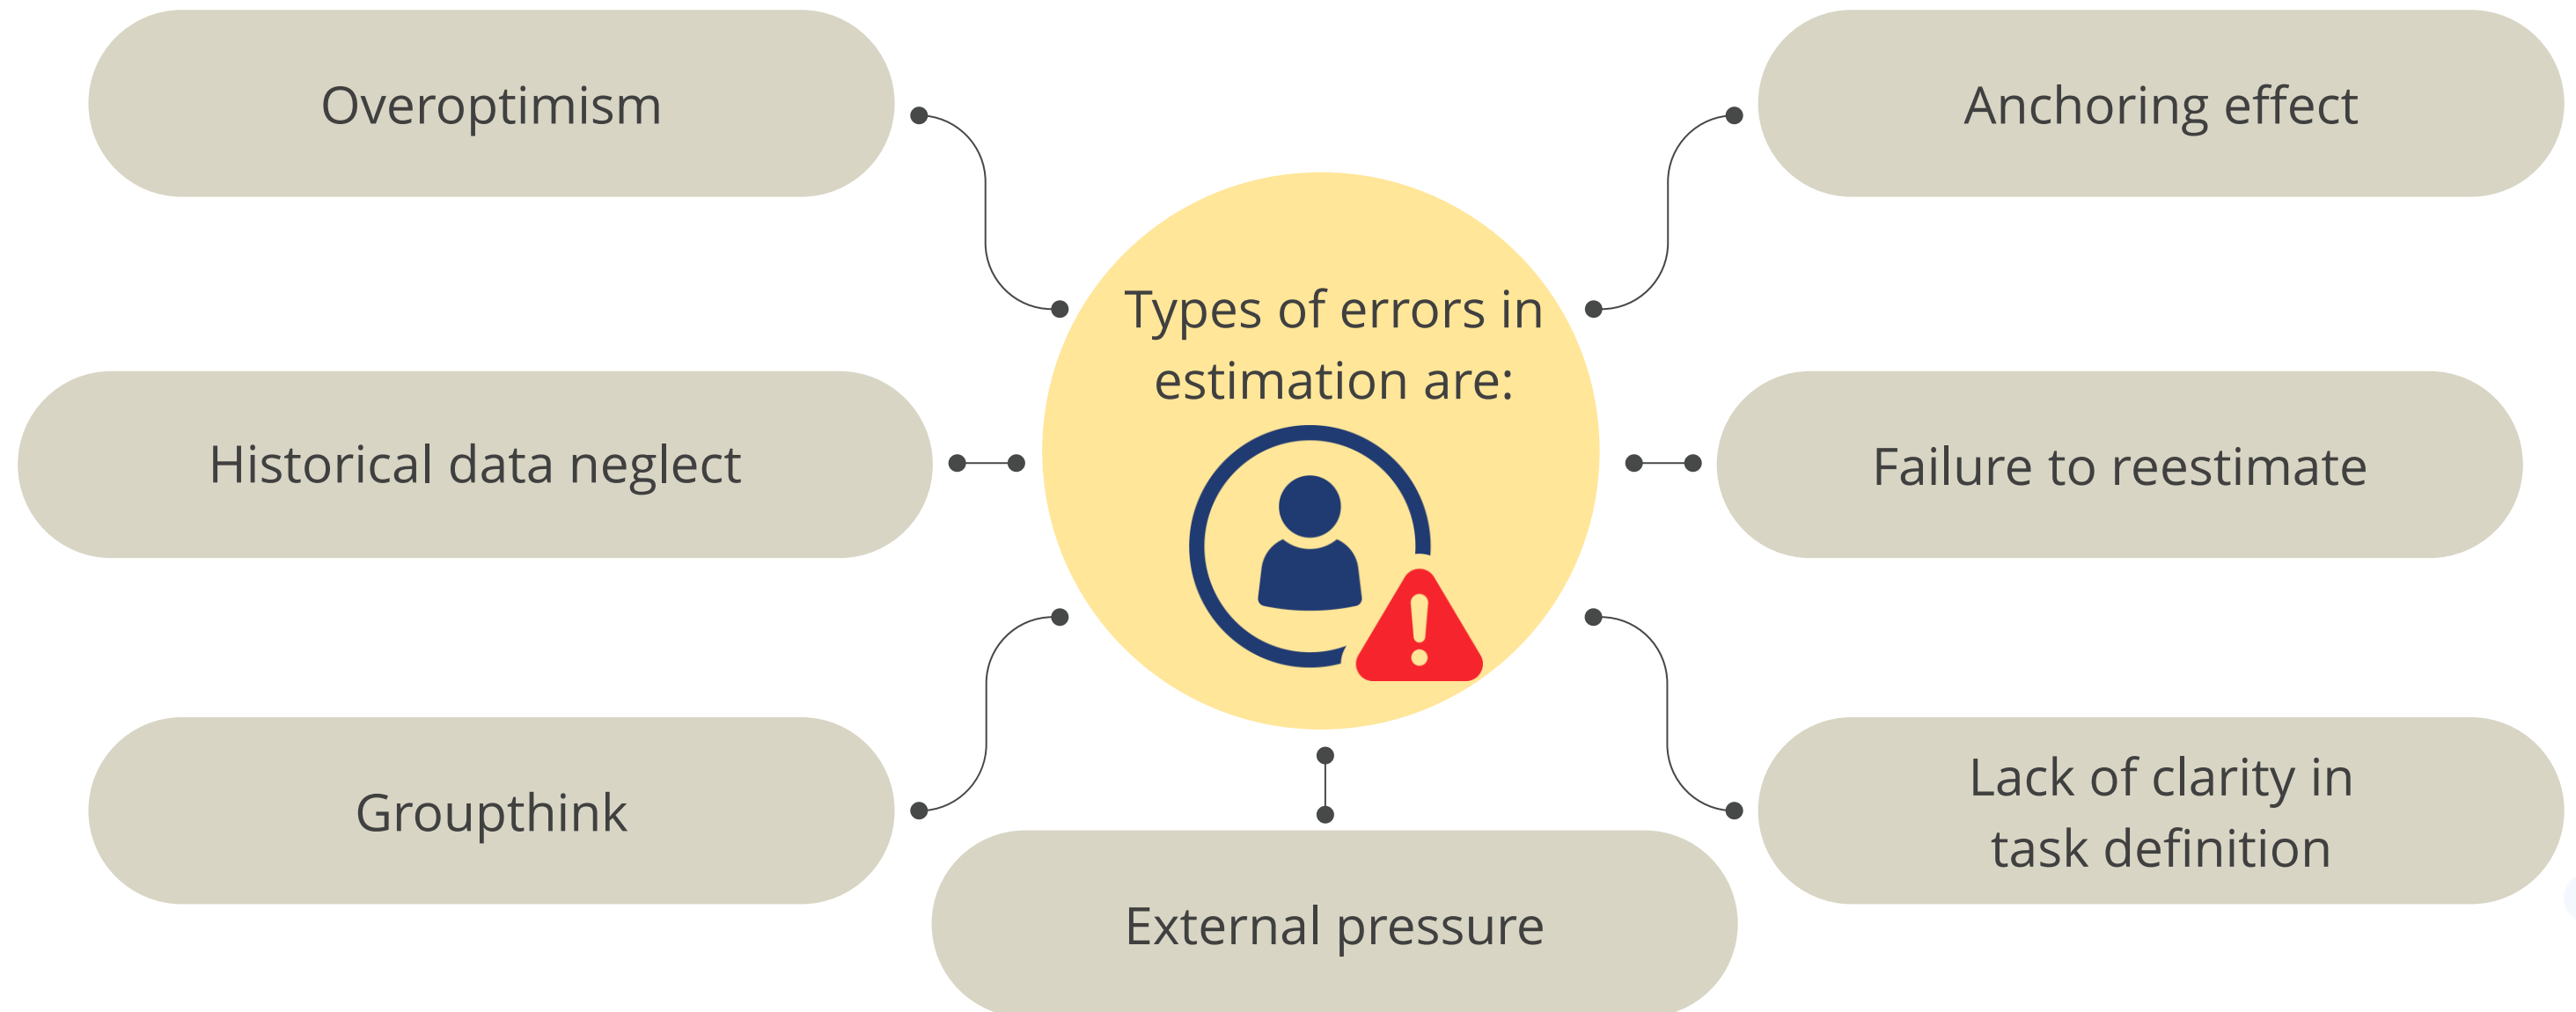 Overoptimism
Anchoring effect
Types of errors in
estimation are:
Historical data neglect
Failure to reestimate
Groupthink
Lack of clarity in
task definition
External pressure